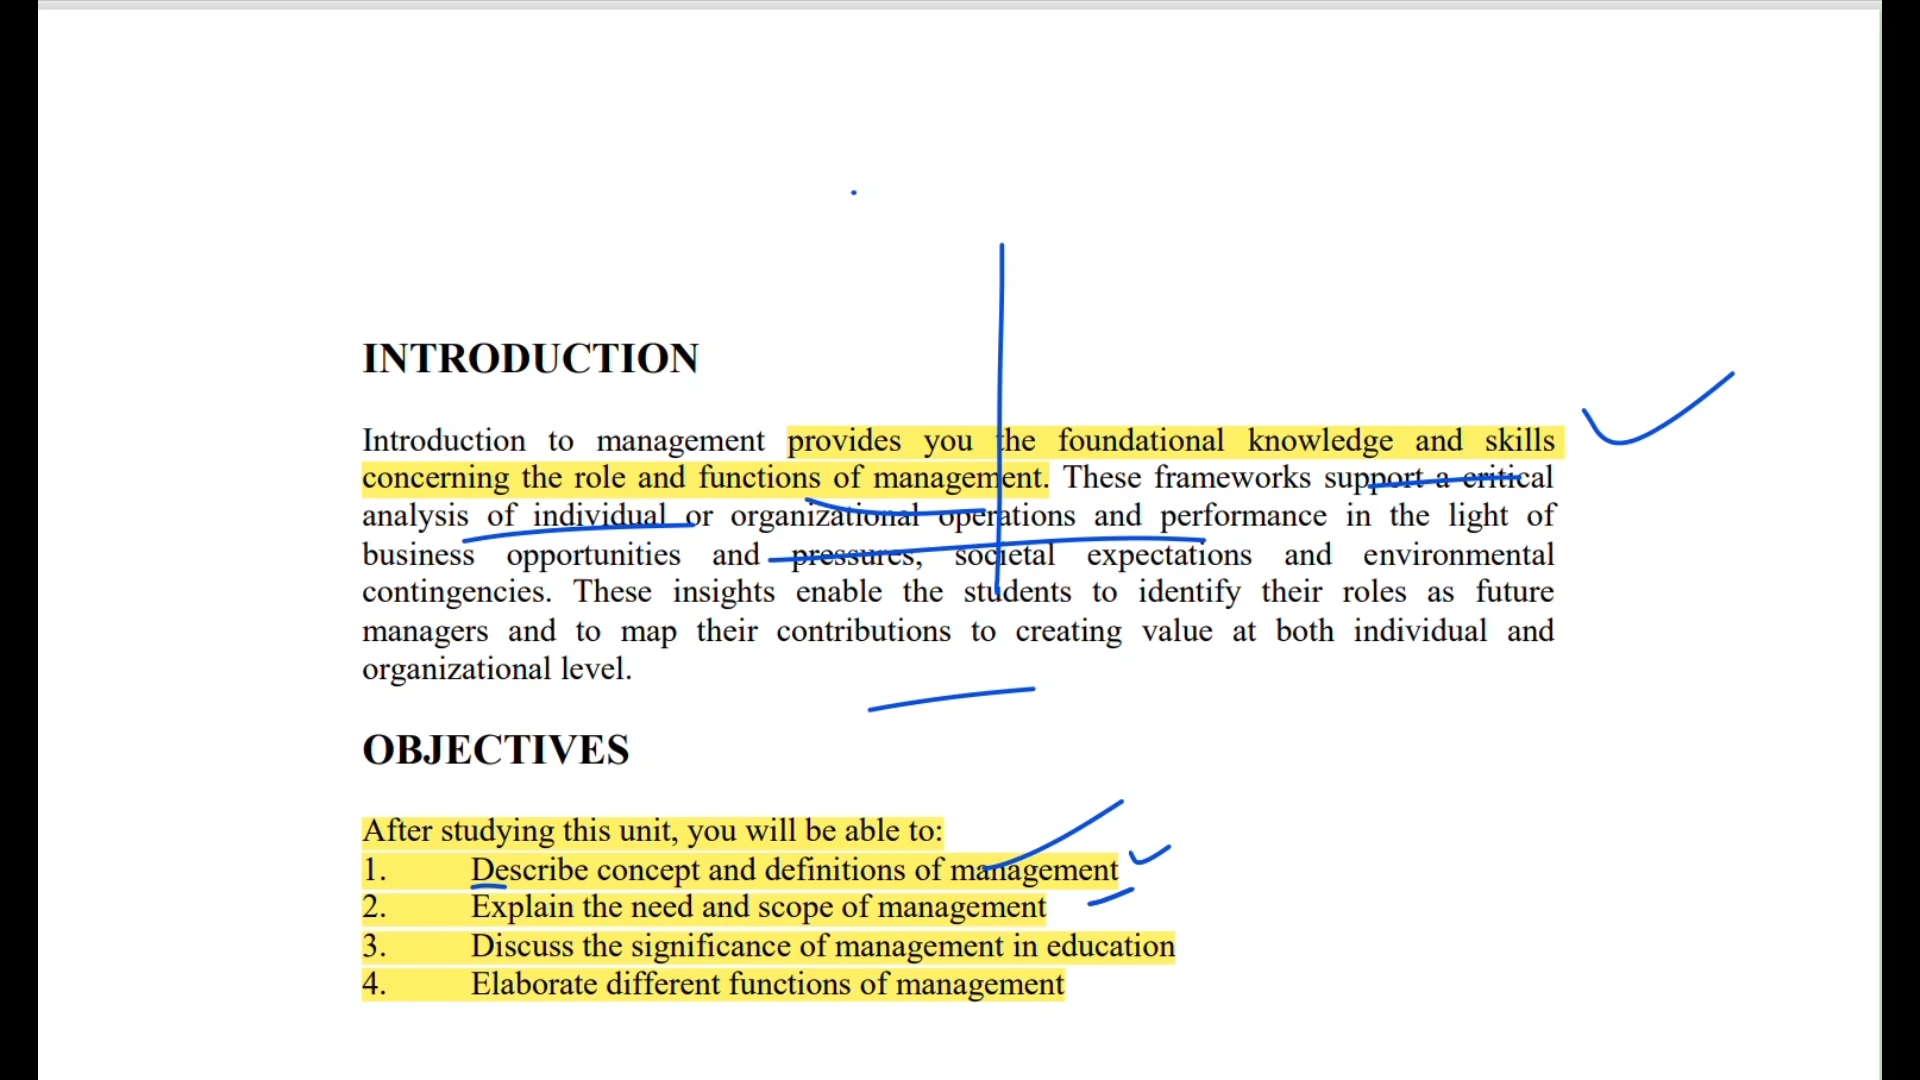 INTRODUCTION
Introduction to management provides you the foundational knowledge and skills
concerning the role and functions of management. These frameworks support a critical
analysis of individual or organizational operations and performance in the light of
business opportunities and pressures, societal expectations and environmental
contingencies. These insights enable the students to identify their roles as future
managers and to map their contributions to creating value at both individual and
organizational level.
OBJECTIVES
After studying this unit, you will be able to:
1. Describe concept and definitions of management
2. Explain the need and scope of management
3. Discuss the significance of management in education
4. Elaborate different functions of management